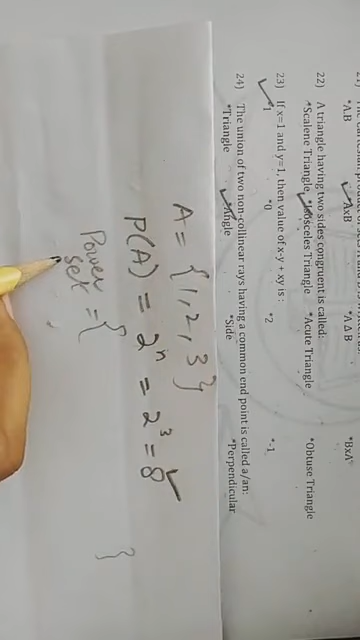 *A.B *AxB *A Δ B *BxA
22) A triangle having two sides congruent is called:
*Scalene Triangle *Isosceles Triangle *Acute Triangle *Obtuse Triangle
23) If x=1 and y=1, then value of x-y + xy is :
*1 *0 *2 *-1
24) The union of two non-collinear rays having a common end point is called a/an:
*Triangle *Angle *Side *Perpendicular
A = {1, 2, 3}
P(A) = 2ⁿ = 2³ = 8
Power set = { }